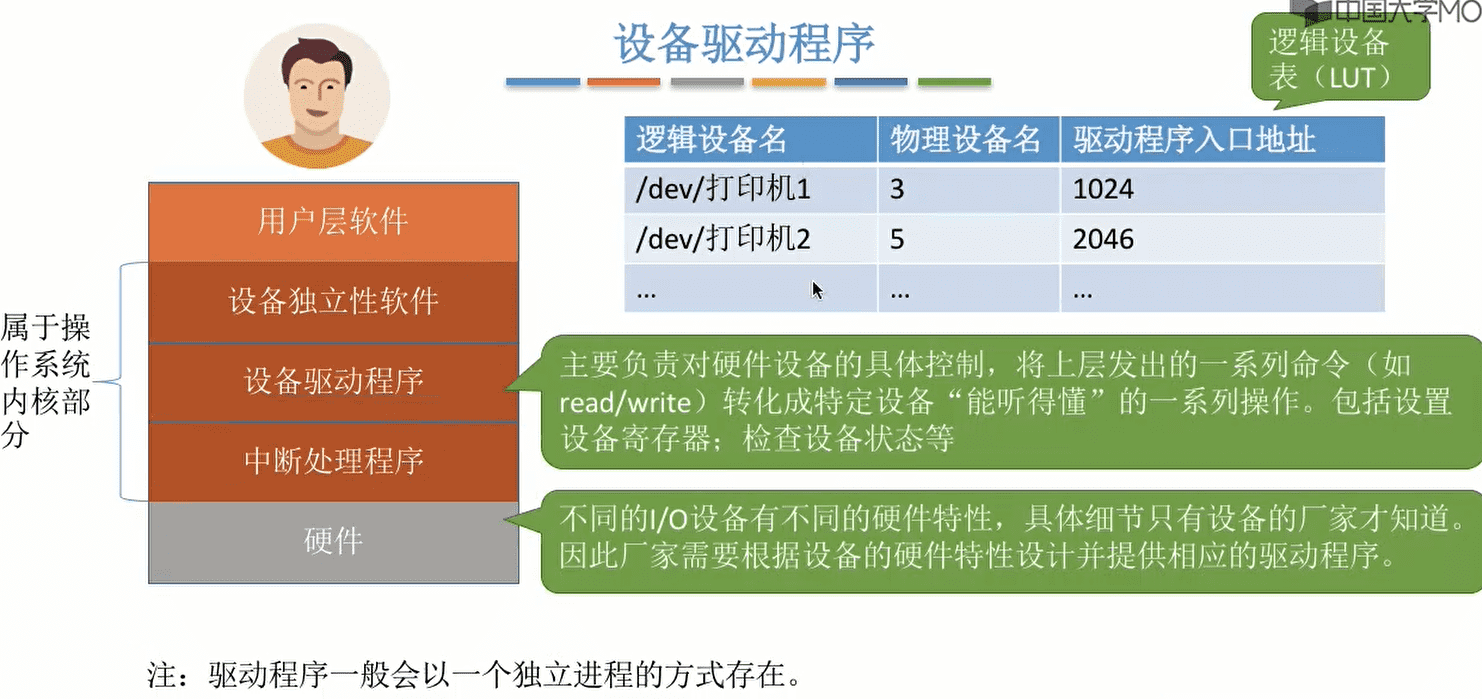 中国大学MO
设备驱动程序
逻辑设备
表（LUT）
逻辑设备名 物理设备名 驱动程序入口地址
/dev/打印机1 3 1024
/dev/打印机2 5 2046
... ... ...
用户层软件
设备独立性软件
设备驱动程序
中断处理程序
硬件
属于操
作系统
内核部
分
主要负责对硬件设备的具体控制，将上层发出的一系列命令（如
read/write）转化成特定设备“能听得懂”的一系列操作。包括设置
设备寄存器；检查设备状态等
不同的I/O设备有不同的硬件特性，具体细节只有设备的厂家才知道。
因此厂家需要根据设备的硬件特性设计并提供相应的驱动程序。
注：驱动程序一般会以一个独立进程的方式存在。